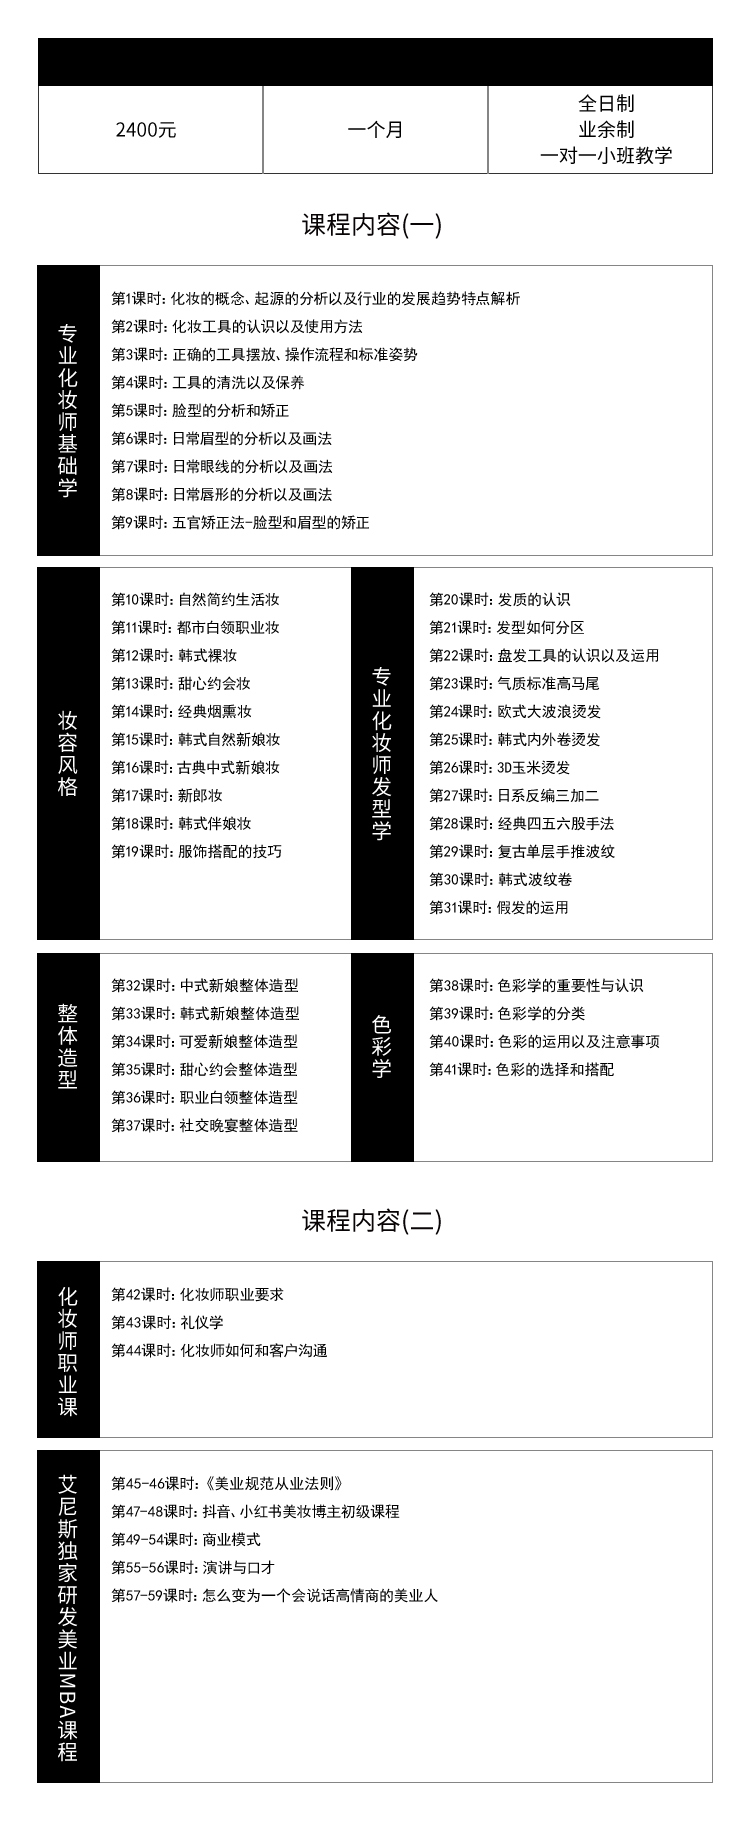 2400元
一个月
全日制
业余制
一对一小班教学
课程内容(一)
专业化妆师基础学
第1课时: 化妆的概念、起源的分析以及行业的发展趋势特点解析
第2课时: 化妆工具的认识以及使用方法
第3课时: 正确的工具摆放、操作流程和标准姿势
第4课时: 工具的清洗以及保养
第5课时: 脸型的分析和矫正
第6课时: 日常眉型的分析以及画法
第7课时: 日常眼线的分析以及画法
第8课时: 日常唇形的分析以及画法
第9课时: 五官矫正法-脸型和眉型的矫正
妆容风格
第10课时: 自然简约生活妆
第11课时: 都市白领职业妆
第12课时: 韩式裸妆
第13课时: 甜心约会妆
第14课时: 经典烟熏妆
第15课时: 韩式自然新娘妆
第16课时: 古典中式新娘妆
第17课时: 新郎妆
第18课时: 韩式伴娘妆
第19课时: 服饰搭配的技巧
专业化妆师发型学
第20课时: 发质的认识
第21课时: 发型如何分区
第22课时: 盘发工具的认识以及运用
第23课时: 气质标准高马尾
第24课时: 欧式大波浪烫发
第25课时: 韩式内外卷烫发
第26课时: 3D玉米烫发
第27课时: 日系反编三加二
第28课时: 经典四五六股手法
第29课时: 复古单层手推波纹
第30课时: 韩式波纹卷
第31课时: 假发的运用
整体造型
第32课时: 中式新娘整体造型
第33课时: 韩式新娘整体造型
第34课时: 可爱新娘整体造型
第35课时: 甜心约会整体造型
第36课时: 职业白领整体造型
第37课时: 社交晚宴整体造型
色彩学
第38课时: 色彩学的重要性与认识
第39课时: 色彩学的分类
第40课时: 色彩的运用以及注意事项
第41课时: 色彩的选择和搭配
课程内容(二)
化妆师职业课
第42课时: 化妆师职业要求
第43课时: 礼仪学
第44课时: 化妆师如何和客户沟通
艾尼斯独家研发美业MBA课程
第45-46课时:《美业规范从业法则》
第47-48课时: 抖音、小红书美妆博主初级课程
第49-54课时: 商业模式
第55-56课时: 演讲与口才
第57-59课时: 怎么变为一个会说话高情商的美业人